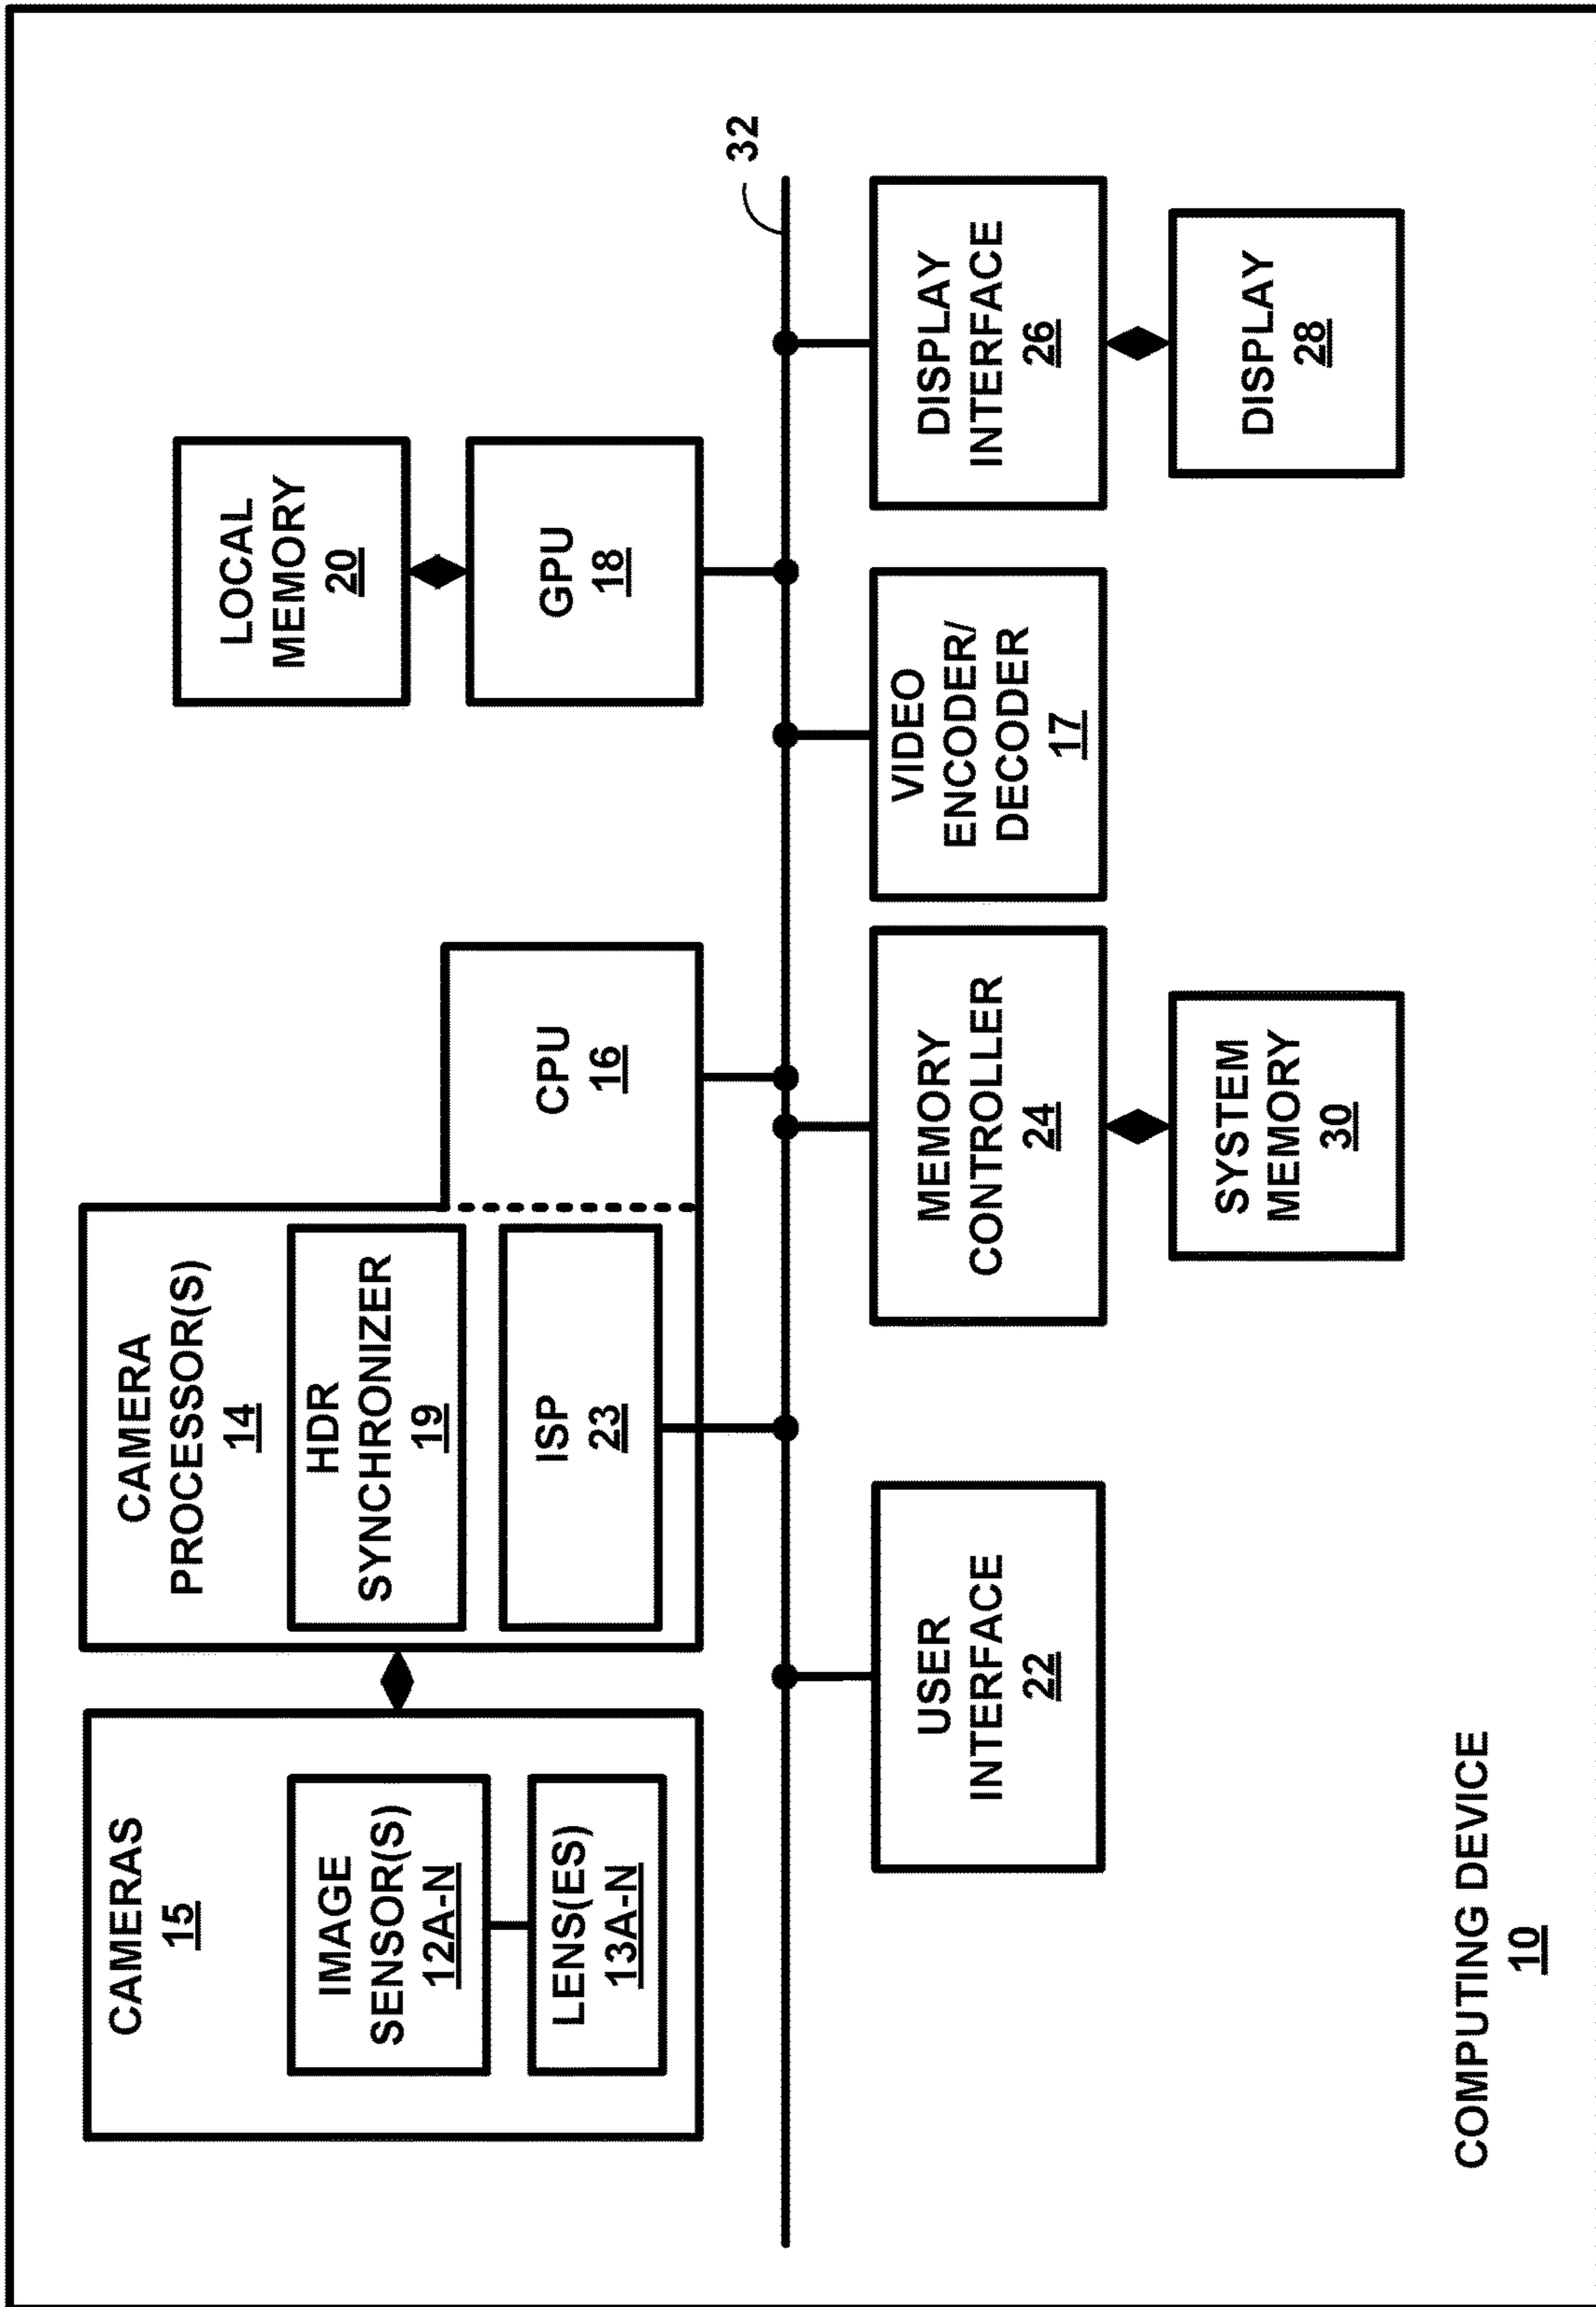 CAMERAS
15
IMAGE
SENSOR(S)
12A-N
LENS(ES)
13A-N
CAMERA
PROCESSOR(S)
14
HDR
SYNCHRONIZER
19
ISP
23
CPU
16
LOCAL
MEMORY
20
GPU
18
32
USER
INTERFACE
22
MEMORY
CONTROLLER
24
SYSTEM
MEMORY
30
VIDEO
ENCODER/
DECODER
17
DISPLAY
INTERFACE
26
DISPLAY
28
COMPUTING DEVICE
10